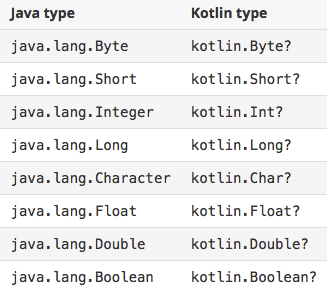 Java type Kotlin type
java.lang.Byte kotlin.Byte?
java.lang.Short kotlin.Short?
java.lang.Integer kotlin.Int?
java.lang.Long kotlin.Long?
java.lang.Character kotlin.Char?
java.lang.Float kotlin.Float?
java.lang.Double kotlin.Double?
java.lang.Boolean kotlin.Boolean?